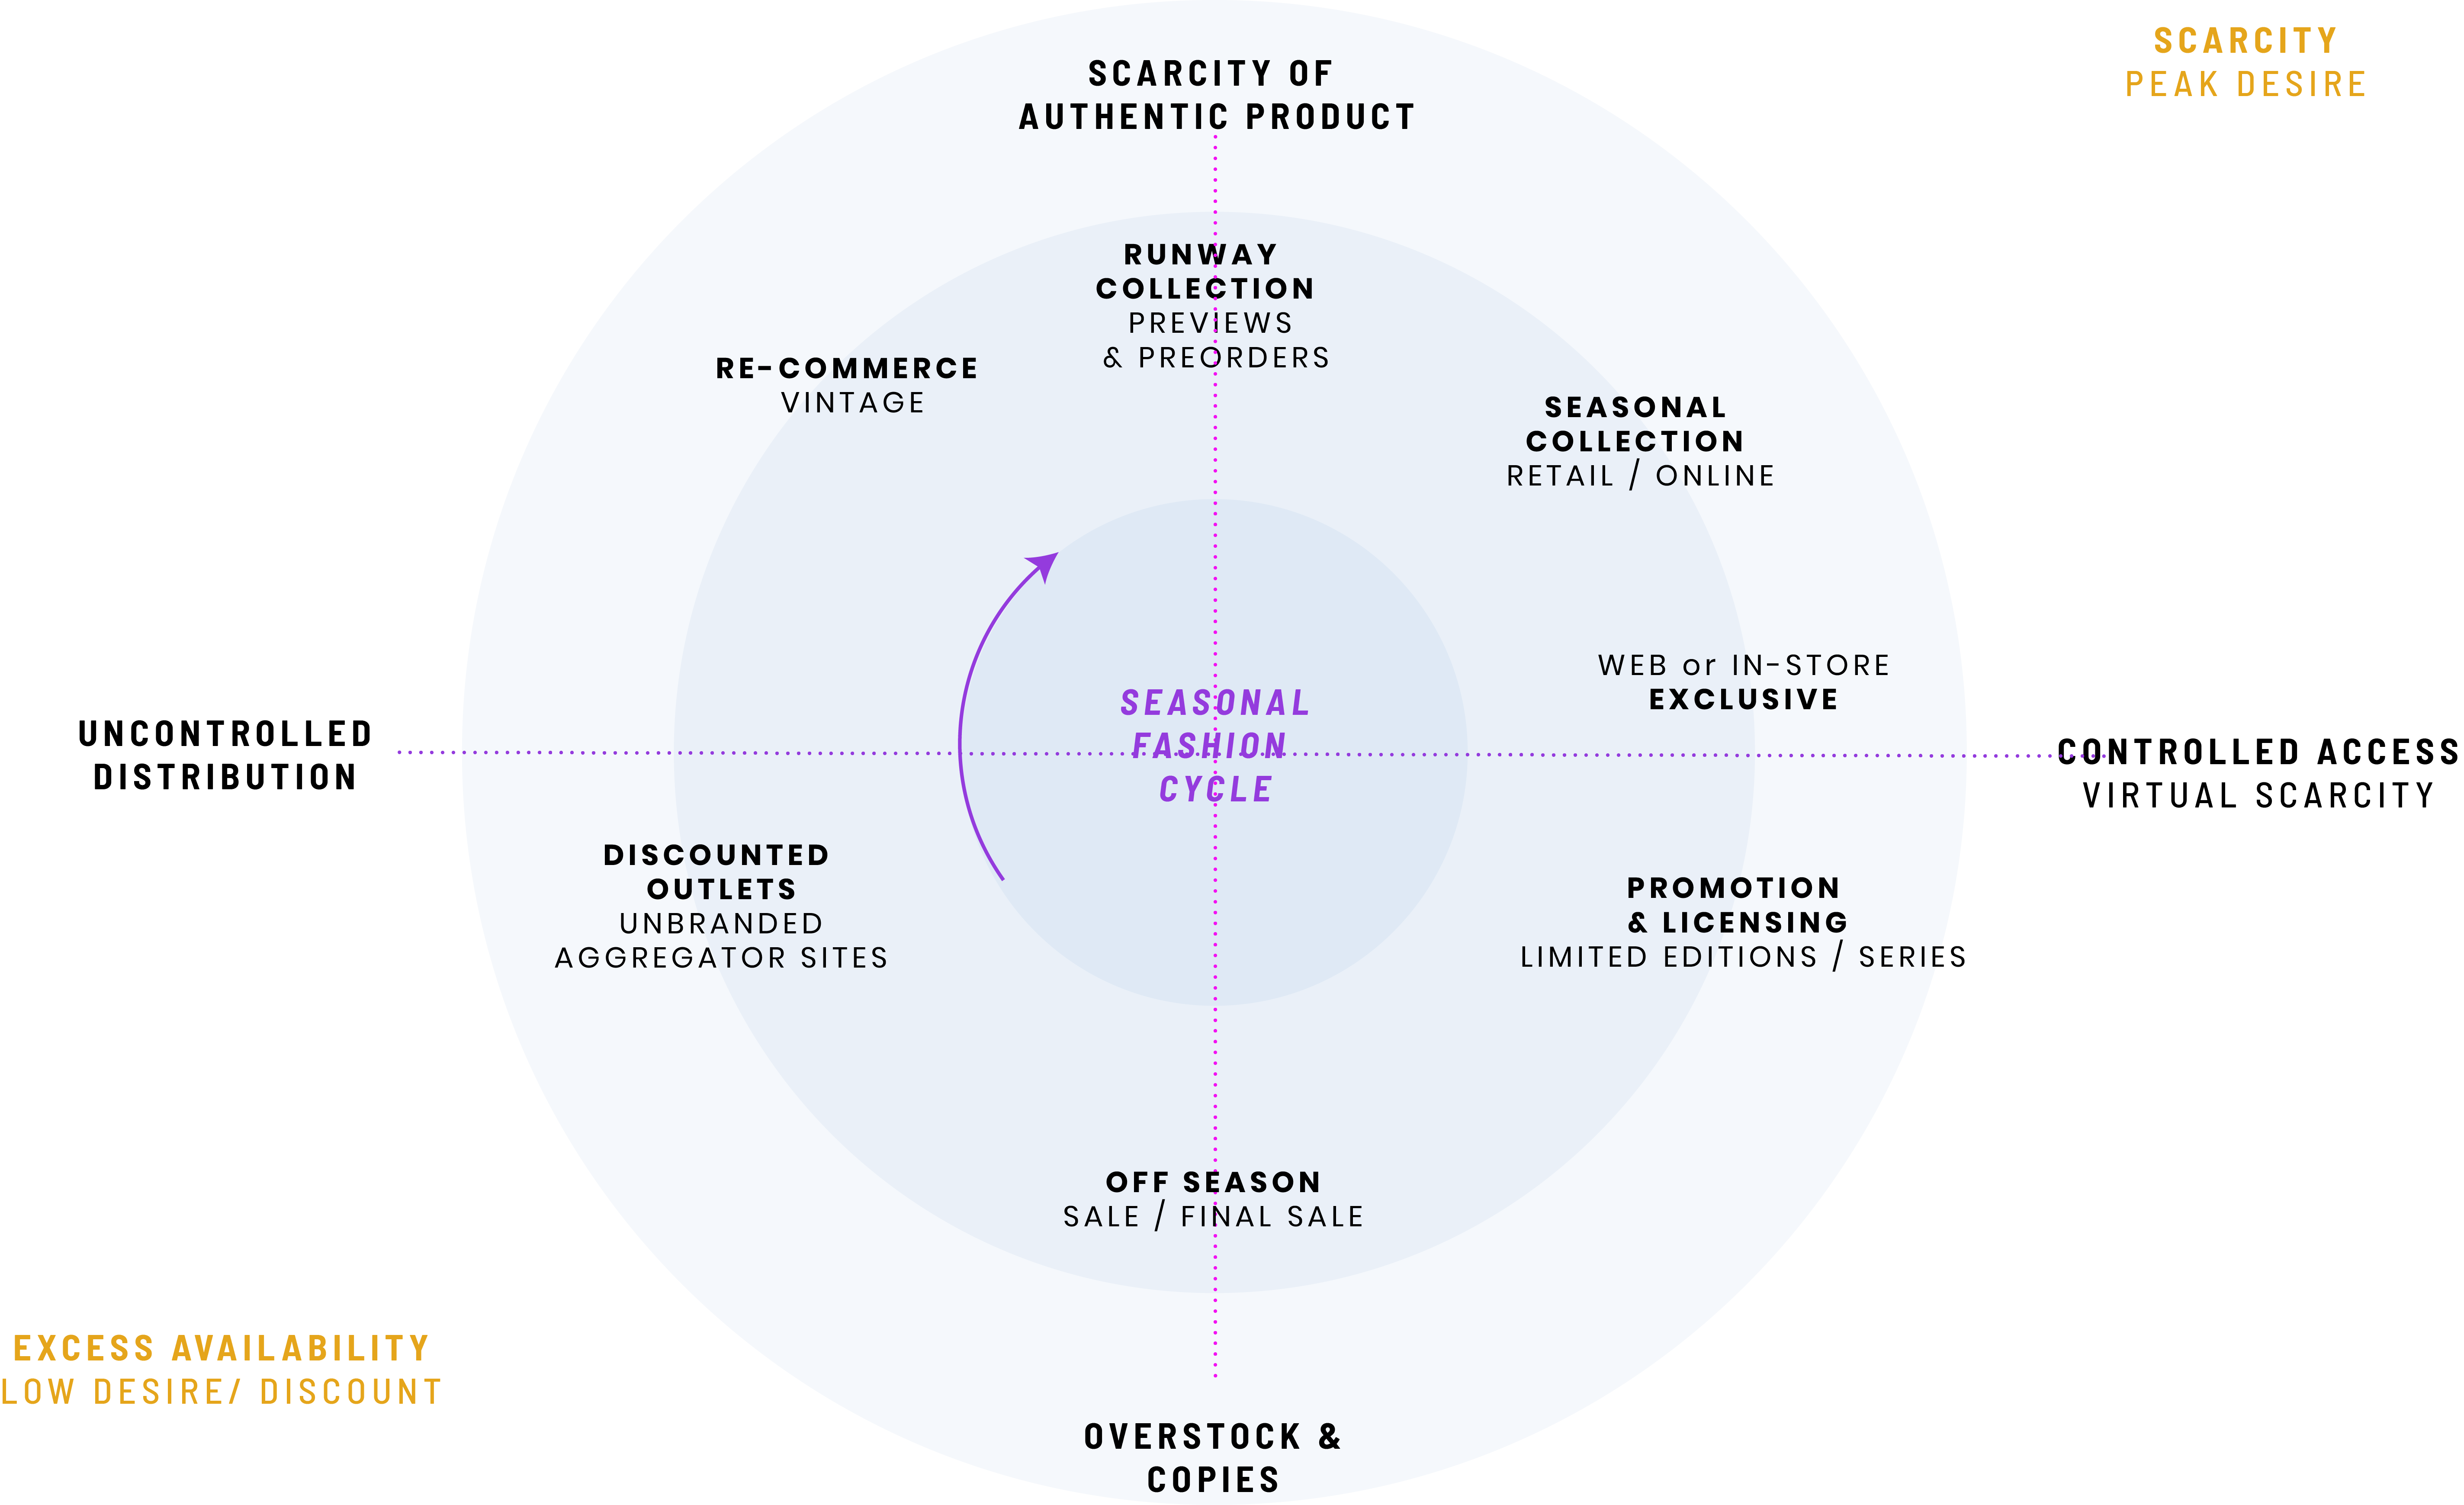 SCARCITY
PEAK DESIRE
SCARCITY OF
AUTHENTIC PRODUCT
RUNWAY
COLLECTION
PREVIEWS
& PREORDERS
RE-COMMERCE
VINTAGE
SEASONAL
COLLECTION
RETAIL / ONLINE
WEB or IN-STORE
EXCLUSIVE
SEASONAL
FASHION
CYCLE
UNCONTROLLED
DISTRIBUTION
CONTROLLED ACCESS
VIRTUAL SCARCITY
DISCOUNTED
OUTLETS
UNBRANDED
AGGREGATOR SITES
PROMOTION
& LICENSING
LIMITED EDITIONS / SERIES
OFF SEASON
SALE / FINAL SALE
EXCESS AVAILABILITY
LOW DESIRE/ DISCOUNT
OVERSTOCK &
COPIES